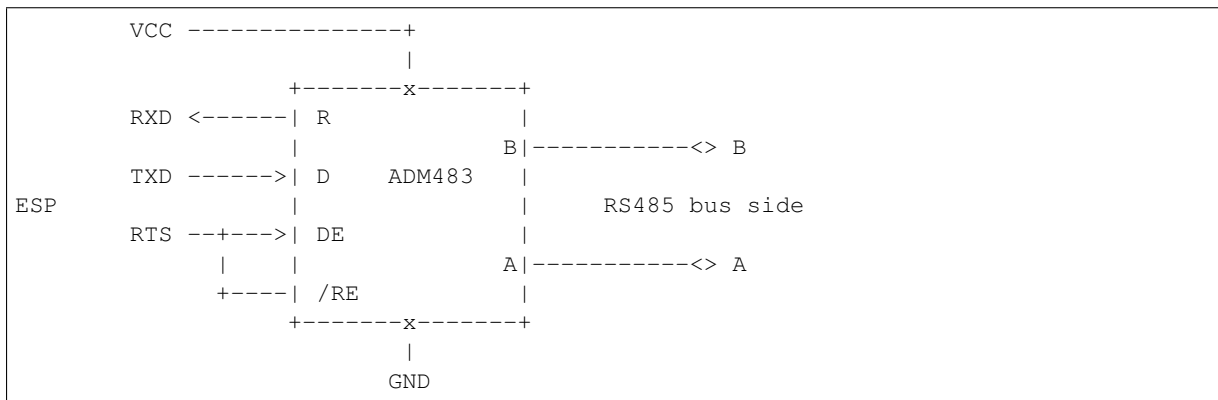 VCC ---------------+
|
+-------x-------+
RXD <------| R |
| B|-----------<> B
TXD ------>| D ADM483 |
ESP | | RS485 bus side
RTS --+--->| DE |
| | A|-----------<> A
+----| /RE |
+-------x-------+
|
GND